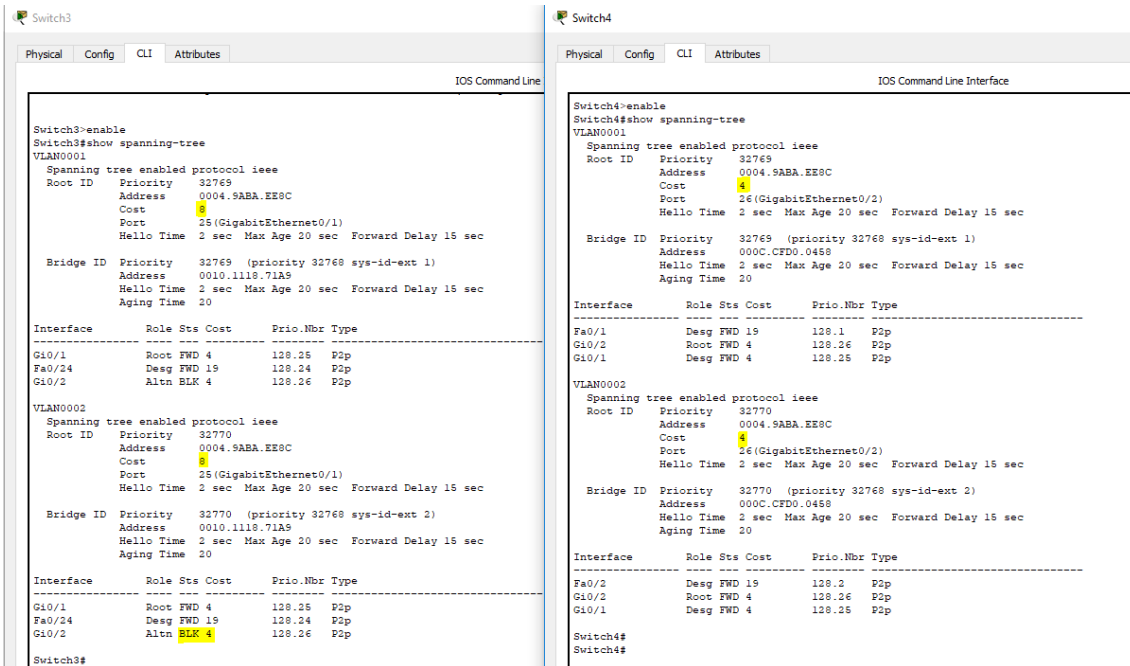 Switch3
Physical Config CLI Attributes
IOS Command Line
Switch3>enable
Switch3#show spanning-tree
VLAN0001
Spanning tree enabled protocol ieee
Root ID Priority 32769
Address 0004.9ABA.EE8C
Cost 8
Port 25(GigabitEthernet0/1)
Hello Time 2 sec Max Age 20 sec Forward Delay 15 sec
Bridge ID Priority 32769 (priority 32768 sys-id-ext 1)
Address 0010.1118.71A9
Hello Time 2 sec Max Age 20 sec Forward Delay 15 sec
Aging Time 20
Interface Role Sts Cost Prio.Nbr Type
---------------- ---- --- --------- -------- --------------------------------
Gi0/1 Root FWD 4 128.25 P2p
Fa0/24 Desg FWD 19 128.24 P2p
Gi0/2 Altn BLK 4 128.26 P2p
VLAN0002
Spanning tree enabled protocol ieee
Root ID Priority 32770
Address 0004.9ABA.EE8C
Cost 8
Port 25(GigabitEthernet0/1)
Hello Time 2 sec Max Age 20 sec Forward Delay 15 sec
Bridge ID Priority 32770 (priority 32768 sys-id-ext 2)
Address 0010.1118.71A9
Hello Time 2 sec Max Age 20 sec Forward Delay 15 sec
Aging Time 20
Interface Role Sts Cost Prio.Nbr Type
---------------- ---- --- --------- -------- --------------------------------
Gi0/1 Root FWD 4 128.25 P2p
Fa0/24 Desg FWD 19 128.24 P2p
Gi0/2 Altn BLK 4 128.26 P2p
Switch3#
Switch4
Physical Config CLI Attributes
IOS Command Line Interface
Switch4>enable
Switch4#show spanning-tree
VLAN0001
Spanning tree enabled protocol ieee
Root ID Priority 32769
Address 0004.9ABA.EE8C
Cost 4
Port 26(GigabitEthernet0/2)
Hello Time 2 sec Max Age 20 sec Forward Delay 15 sec
Bridge ID Priority 32769 (priority 32768 sys-id-ext 1)
Address 000C.CFD0.0458
Hello Time 2 sec Max Age 20 sec Forward Delay 15 sec
Aging Time 20
Interface Role Sts Cost Prio.Nbr Type
---------------- ---- --- --------- -------- --------------------------------
Fa0/1 Desg FWD 19 128.1 P2p
Gi0/2 Root FWD 4 128.26 P2p
Gi0/1 Desg FWD 4 128.25 P2p
VLAN0002
Spanning tree enabled protocol ieee
Root ID Priority 32770
Address 0004.9ABA.EE8C
Cost 4
Port 26(GigabitEthernet0/2)
Hello Time 2 sec Max Age 20 sec Forward Delay 15 sec
Bridge ID Priority 32770 (priority 32768 sys-id-ext 2)
Address 000C.CFD0.0458
Hello Time 2 sec Max Age 20 sec Forward Delay 15 sec
Aging Time 20
Interface Role Sts Cost Prio.Nbr Type
---------------- ---- --- --------- -------- --------------------------------
Fa0/2 Desg FWD 19 128.2 P2p
Gi0/2 Root FWD 4 128.26 P2p
Gi0/1 Desg FWD 4 128.25 P2p
Switch4#
Switch4#